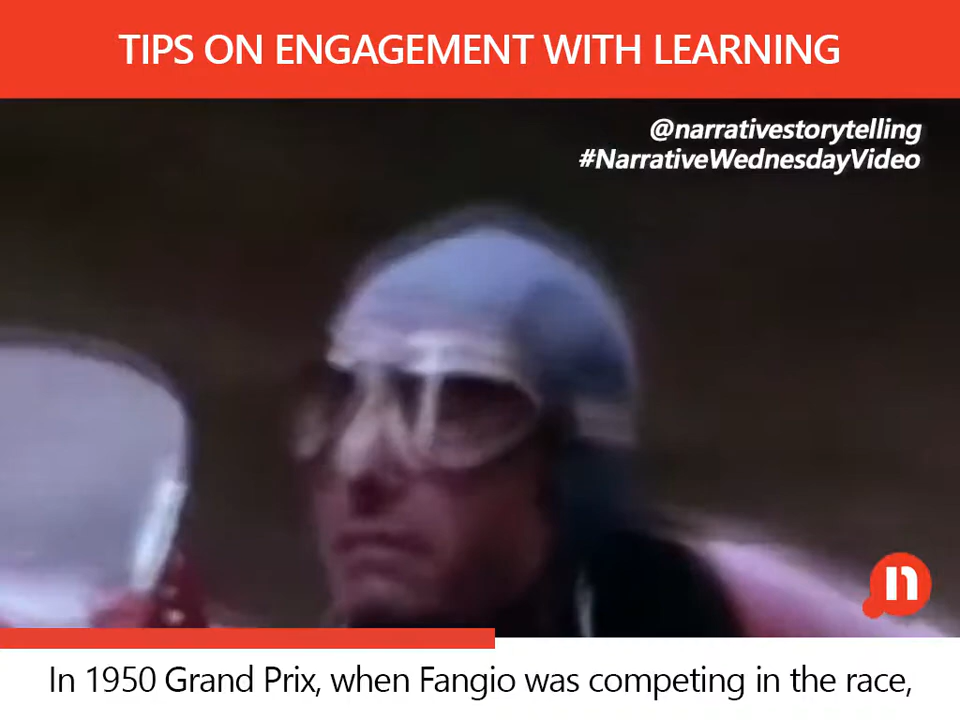 TIPS ON ENGAGEMENT WITH LEARNING
@narrativestorytelling
#NarrativeWednesdayVideo
n
In 1950 Grand Prix, when Fangio was competing in the race,